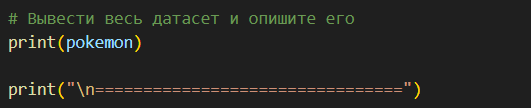 # Вывести весь датасет и опишите его
print(pokemon)
print("\n================================")